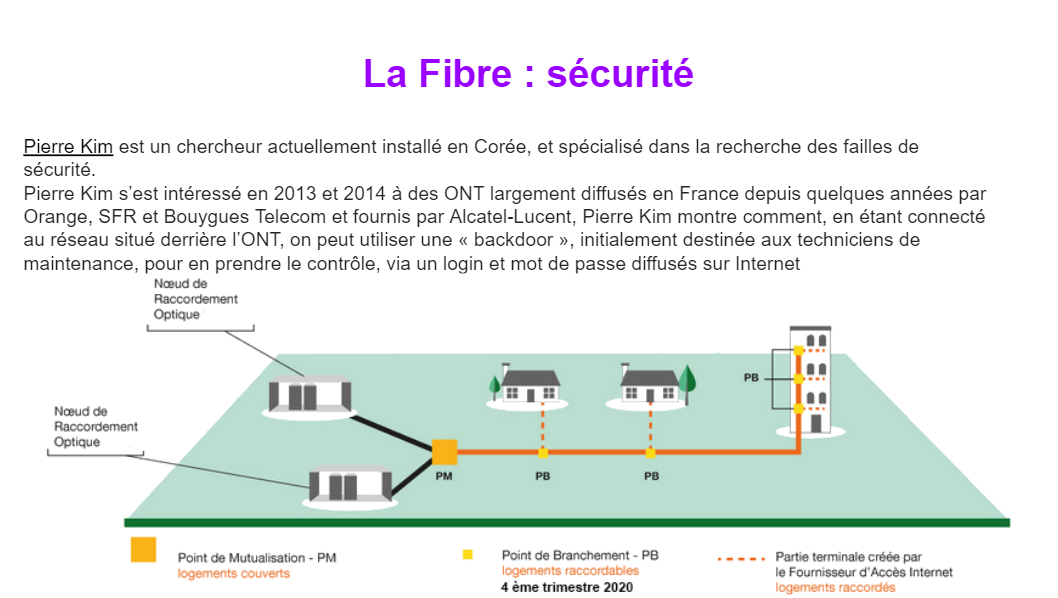 La Fibre : sécurité
Pierre Kim est un chercheur actuellement installé en Corée, et spécialisé dans la recherche des failles de
sécurité.
Pierre Kim s’est intéressé en 2013 et 2014 à des ONT largement diffusés en France depuis quelques années par
Orange, SFR et Bouygues Telecom et fournis par Alcatel-Lucent, Pierre Kim montre comment, en étant connecté
au réseau situé derrière l’ONT, on peut utiliser une « backdoor », initialement destinée aux techniciens de
maintenance, pour en prendre le contrôle, via un login et mot de passe diffusés sur Internet
Nœud de
Raccordement
Optique
PB
Nœud de
Raccordement
Optique
PM
PB
PB
Point de Mutualisation - PM
logements couverts
Point de Branchement - PB
logements raccordables
4 ème trimestre 2020
Partie terminale créée par
le Fournisseur d’Accès Internet
logements raccordés